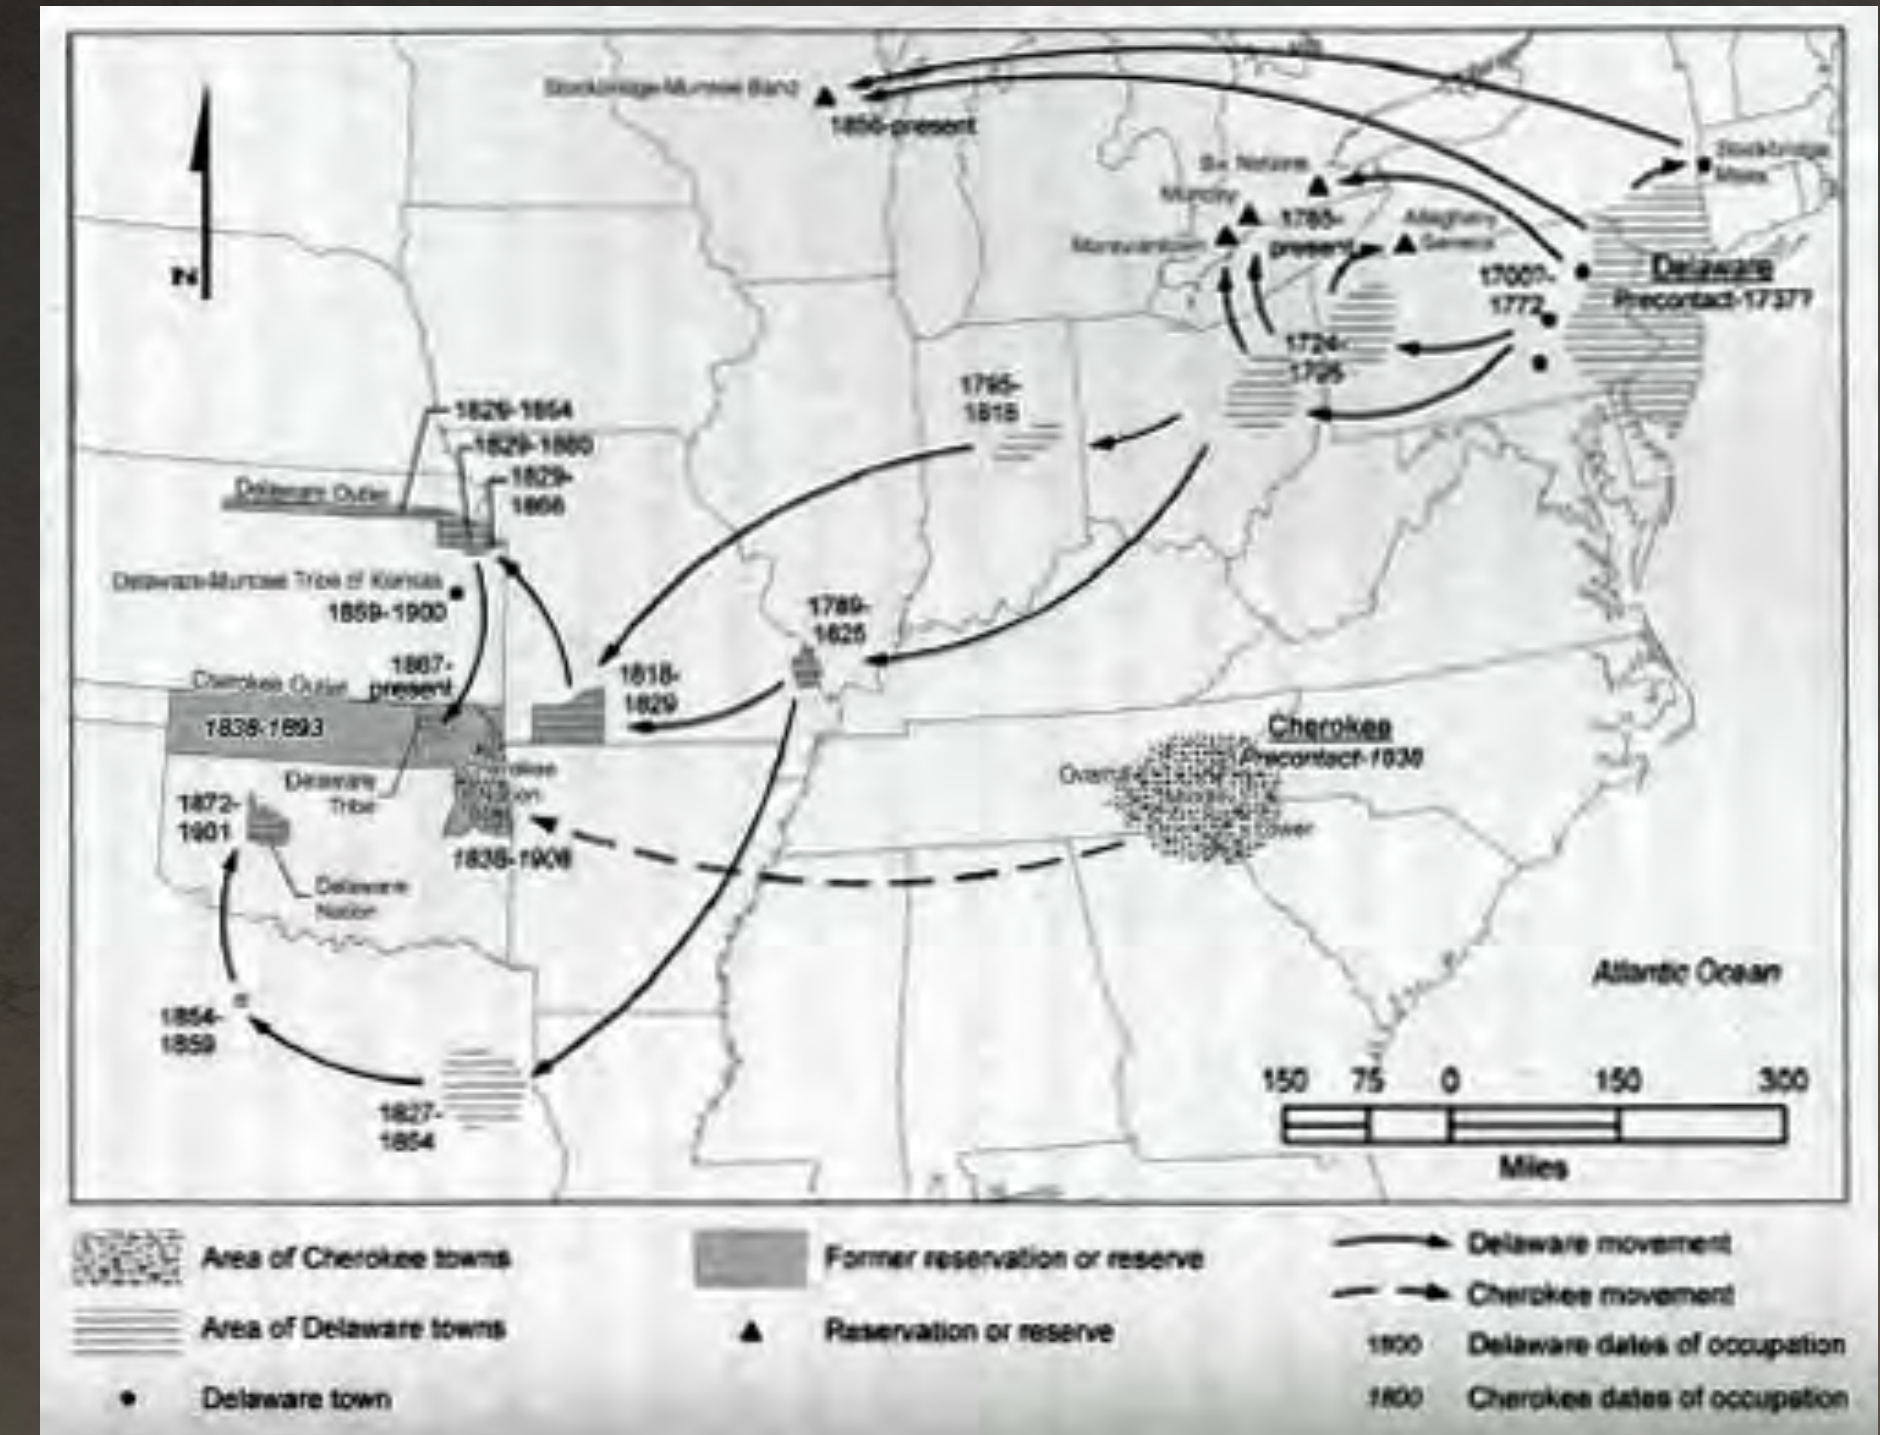 Stockbridge-Munsee Band
1856-present
Stockbridge
Mass.
Six Nations
Muncey
1785-
present
Moraviantown
Allegheny
Seneca
1700?-
1772
Delaware
Precontact-1737?
1724-
1795
1795-
1818
1829-1854
1829-1860
1829-
1866
Delaware Outlet
Delaware-Munsee Tribe of Kansas
1859-1900
1789-
1825
1867-
present
Cherokee Outlet
1838-1893
1818-
1829
Cherokee
Precontact-1838
Delaware
Tribe
1872-
1901
1838-1906
Delaware
Nation
Lower
Atlantic Ocean
1854-
1859
1827-
1854
150 75 0 150 300
Miles
Area of Cherokee towns
Area of Delaware towns
Delaware town
Former reservation or reserve
Reservation or reserve
Delaware movement
Cherokee movement
1800 Delaware dates of occupation
1800 Cherokee dates of occupation
N